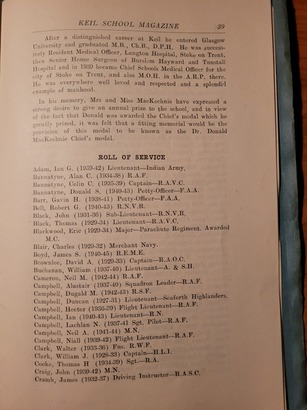 KEIL SCHOOL MAGAZINE 39
After a distinguished career at Keil he entered Glasgow
University and graduated M.B., Ch.B., D.P.H. He was succes-
sively Resident Medical Officer, Longton Hospital, Stoke on Trent,
then Senior Home Surgeon of Burslem Haywood and Tunstall
Hospital and in 1939 became Chief Schools Medical Officer for the
city of Stoke on Trent, and also M.O.H. in the A.R.P. there.
He was everywhere well loved and respected and a splendid
example of manhood.
In his memory, Mrs and Miss MacKechnie have expressed a
strong desire to give an annual prize to the school, and in view
of the fact that Donald was awarded the Chief's medal which he
greatly prized, it was felt that a fitting memorial would be the
provision of this medal to be known as the Dr. Donald
MacKechnie Chief's medal.
ROLL OF SERVICE
Adam, Ian G. (1939-42) Lieutenant—Indian Army.
Bannatyne, Alan C. (1934-38) R.A.F.
Bannatyne, Colin C. (1935-39) Captain—R.A.V.C.
Bannatyne, Donald S. (1940-43) Petty-Officer—F.A.A.
Barr, Gavin H. (1938-41) Petty-Officer—F.A.A.
Bell, Robert G. (1940-43) R.N.V.R.
Black, John (1931-36) Sub-Lieutenant—R.N.V.R.
Black, Thomas (1929-34) Lieutenant—R.A.V.C.
Blackwood, Eric (1929-34) Major—Parachute Regiment. Awarded
M.C.
Blair, Charles (1929-32) Merchant Navy.
Boyd, James S. (1940-45) R.E.M.E.
Brownlee, David A. (1929-33) Captain—R.A.O.C.
Buchanan, William (1937-40) Lieutenant—A. & S.H.
Cameron, Neil M. (1942-44) R.A.F.
Campbell, Alastair (1937-40) Squadron Leader—R.A.F.
Campbell, Dugald M. (1942-43) R.S.F.
Campbell, Duncan (1927-31) Lieutenant—Seaforth Highlanders.
Campbell, Hector (1936-39) Flight Lieutenant—R.A.F.
Campbell, Ian (1940-43) Lieutenant—R.N.
Campbell, Lachlan N. (1937-41) Sgt. Pilot—R.A.F.
Campbell, Neil A. (1941-44) M.N.
Campbell, Niall (1939-42) Flight Lieutenant—R.A.F.
Clark, Walter (1933-36) Fus. R.W.F.
Clark, William J. (1928-33) Captain—H.L.I.
Cooke, Thomas H (1934-39) Sgt.—R.A.
Craig, John (1939-42) M.N.
Cramb, James (1932-37) Driving Instructor—R.A.S.C.